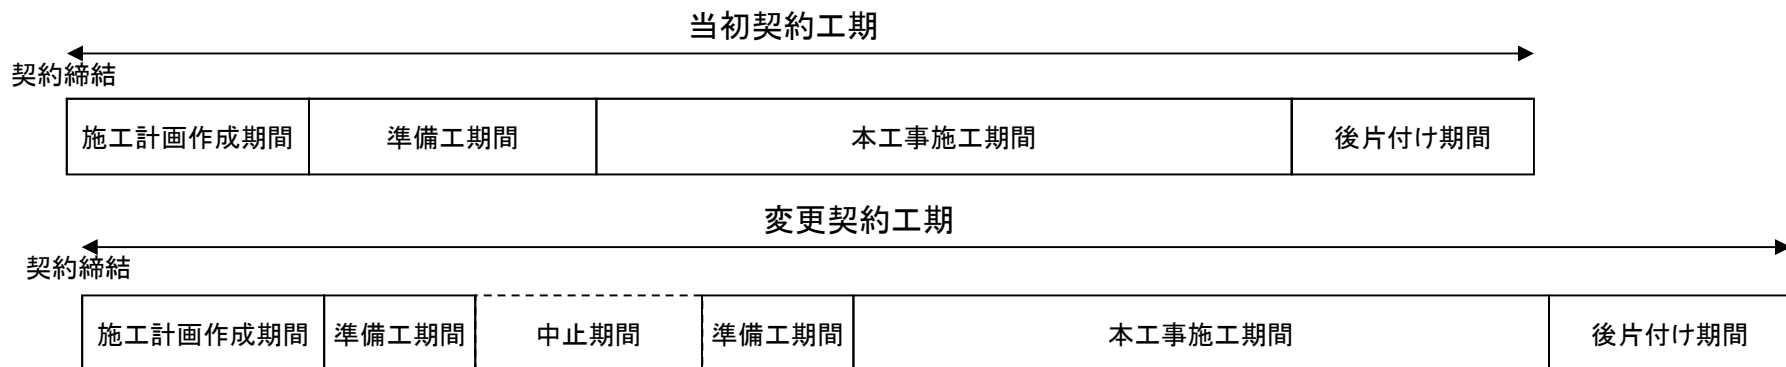 当初契約工期
契約締結
施工計画作成期間
準備工期間
本工事施工期間
後片付け期間
変更契約工期
契約締結
施工計画作成期間
準備工期間
中止期間
準備工期間
本工事施工期間
後片付け期間